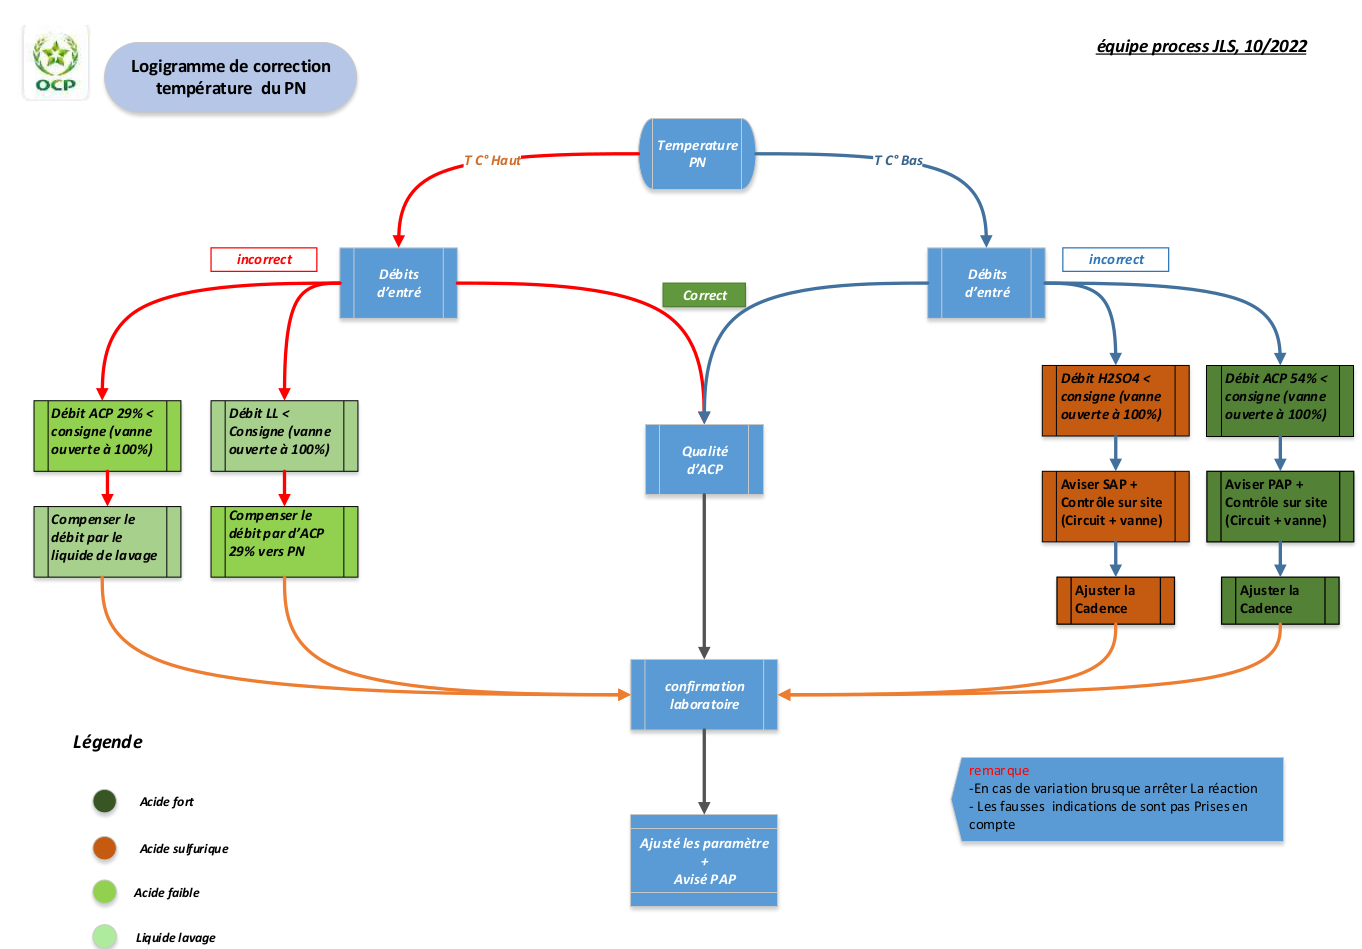 OCP
Logigramme de correction
température du PN
équipe process JLS, 10/2022
Temperature
PN
T C° Haut
T C° Bas
incorrect
Débits
d'entré
Correct
Débits
d'entré
incorrect
Débit ACP 29% <
consigne (vanne
ouverte à 100%)
Débit LL <
Consigne (vanne
ouverte à 100%)
Qualité
d'ACP
Débit H2SO4 <
consigne (vanne
ouverte à 100%)
Débit ACP 54% <
consigne (vanne
ouverte à 100%)
Compenser le
débit par le
liquide de lavage
Compenser le
débit par d'ACP
29% vers PN
Aviser SAP +
Contrôle sur site
(Circuit + vanne)
Aviser PAP +
Contrôle sur site
(Circuit + vanne)
Ajuster la
Cadence
Ajuster la
Cadence
confirmation
laboratoire
Ajusté les paramètre
+
Avisé PAP
remarque
-En cas de variation brusque arrêter La réaction
- Les fausses indications de sont pas Prises en
compte
Légende
Acide fort
Acide sulfurique
Acide faible
Liquide lavage